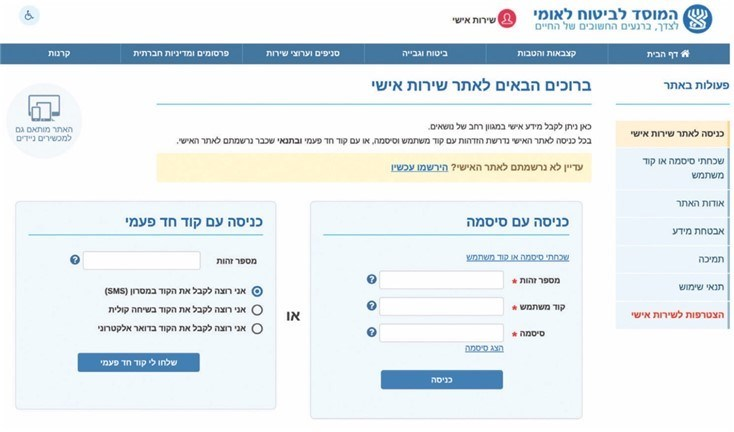 המוסד לביטוח לאומי
לצדך, ברגעים החשובים של החיים
שירות אישי
דף הבית
קצבאות והטבות
ביטוח וגבייה
סניפים וערוצי שירות
פרסומים ומדיניות חברתית
קרנות
פעולות באתר
כניסה לאתר שירות אישי
שכחתי סיסמה או קוד
משתמש
אודות האתר
אבטחת מידע
תמיכה
תנאי שימוש
הצטרפות לשירות אישי
ברוכים הבאים לאתר שירות אישי
כאן ניתן לקבל מידע אישי במגוון רחב של נושאים.
בכל כניסה לאתר האישי נדרשת הזדהות עם קוד משתמש וסיסמה, או עם קוד חד פעמי ובתנאי שכבר נרשמתם לאתר האישי.
עדיין לא נרשמתם לאתר האישי? הירשמו עכשיו
האתר מותאם גם
למכשירים ניידים
כניסה עם סיסמה
שכחתי סיסמה או קוד משתמש
* מספר זהות
* קוד משתמש
* סיסמה
הצג סיסמה
כניסה
או
כניסה עם קוד חד פעמי
מספר זהות
אני רוצה לקבל את הקוד במסרון (SMS)
אני רוצה לקבל את הקוד בשיחה קולית
אני רוצה לקבל את הקוד בדואר אלקטרוני
שלחו לי קוד חד פעמי